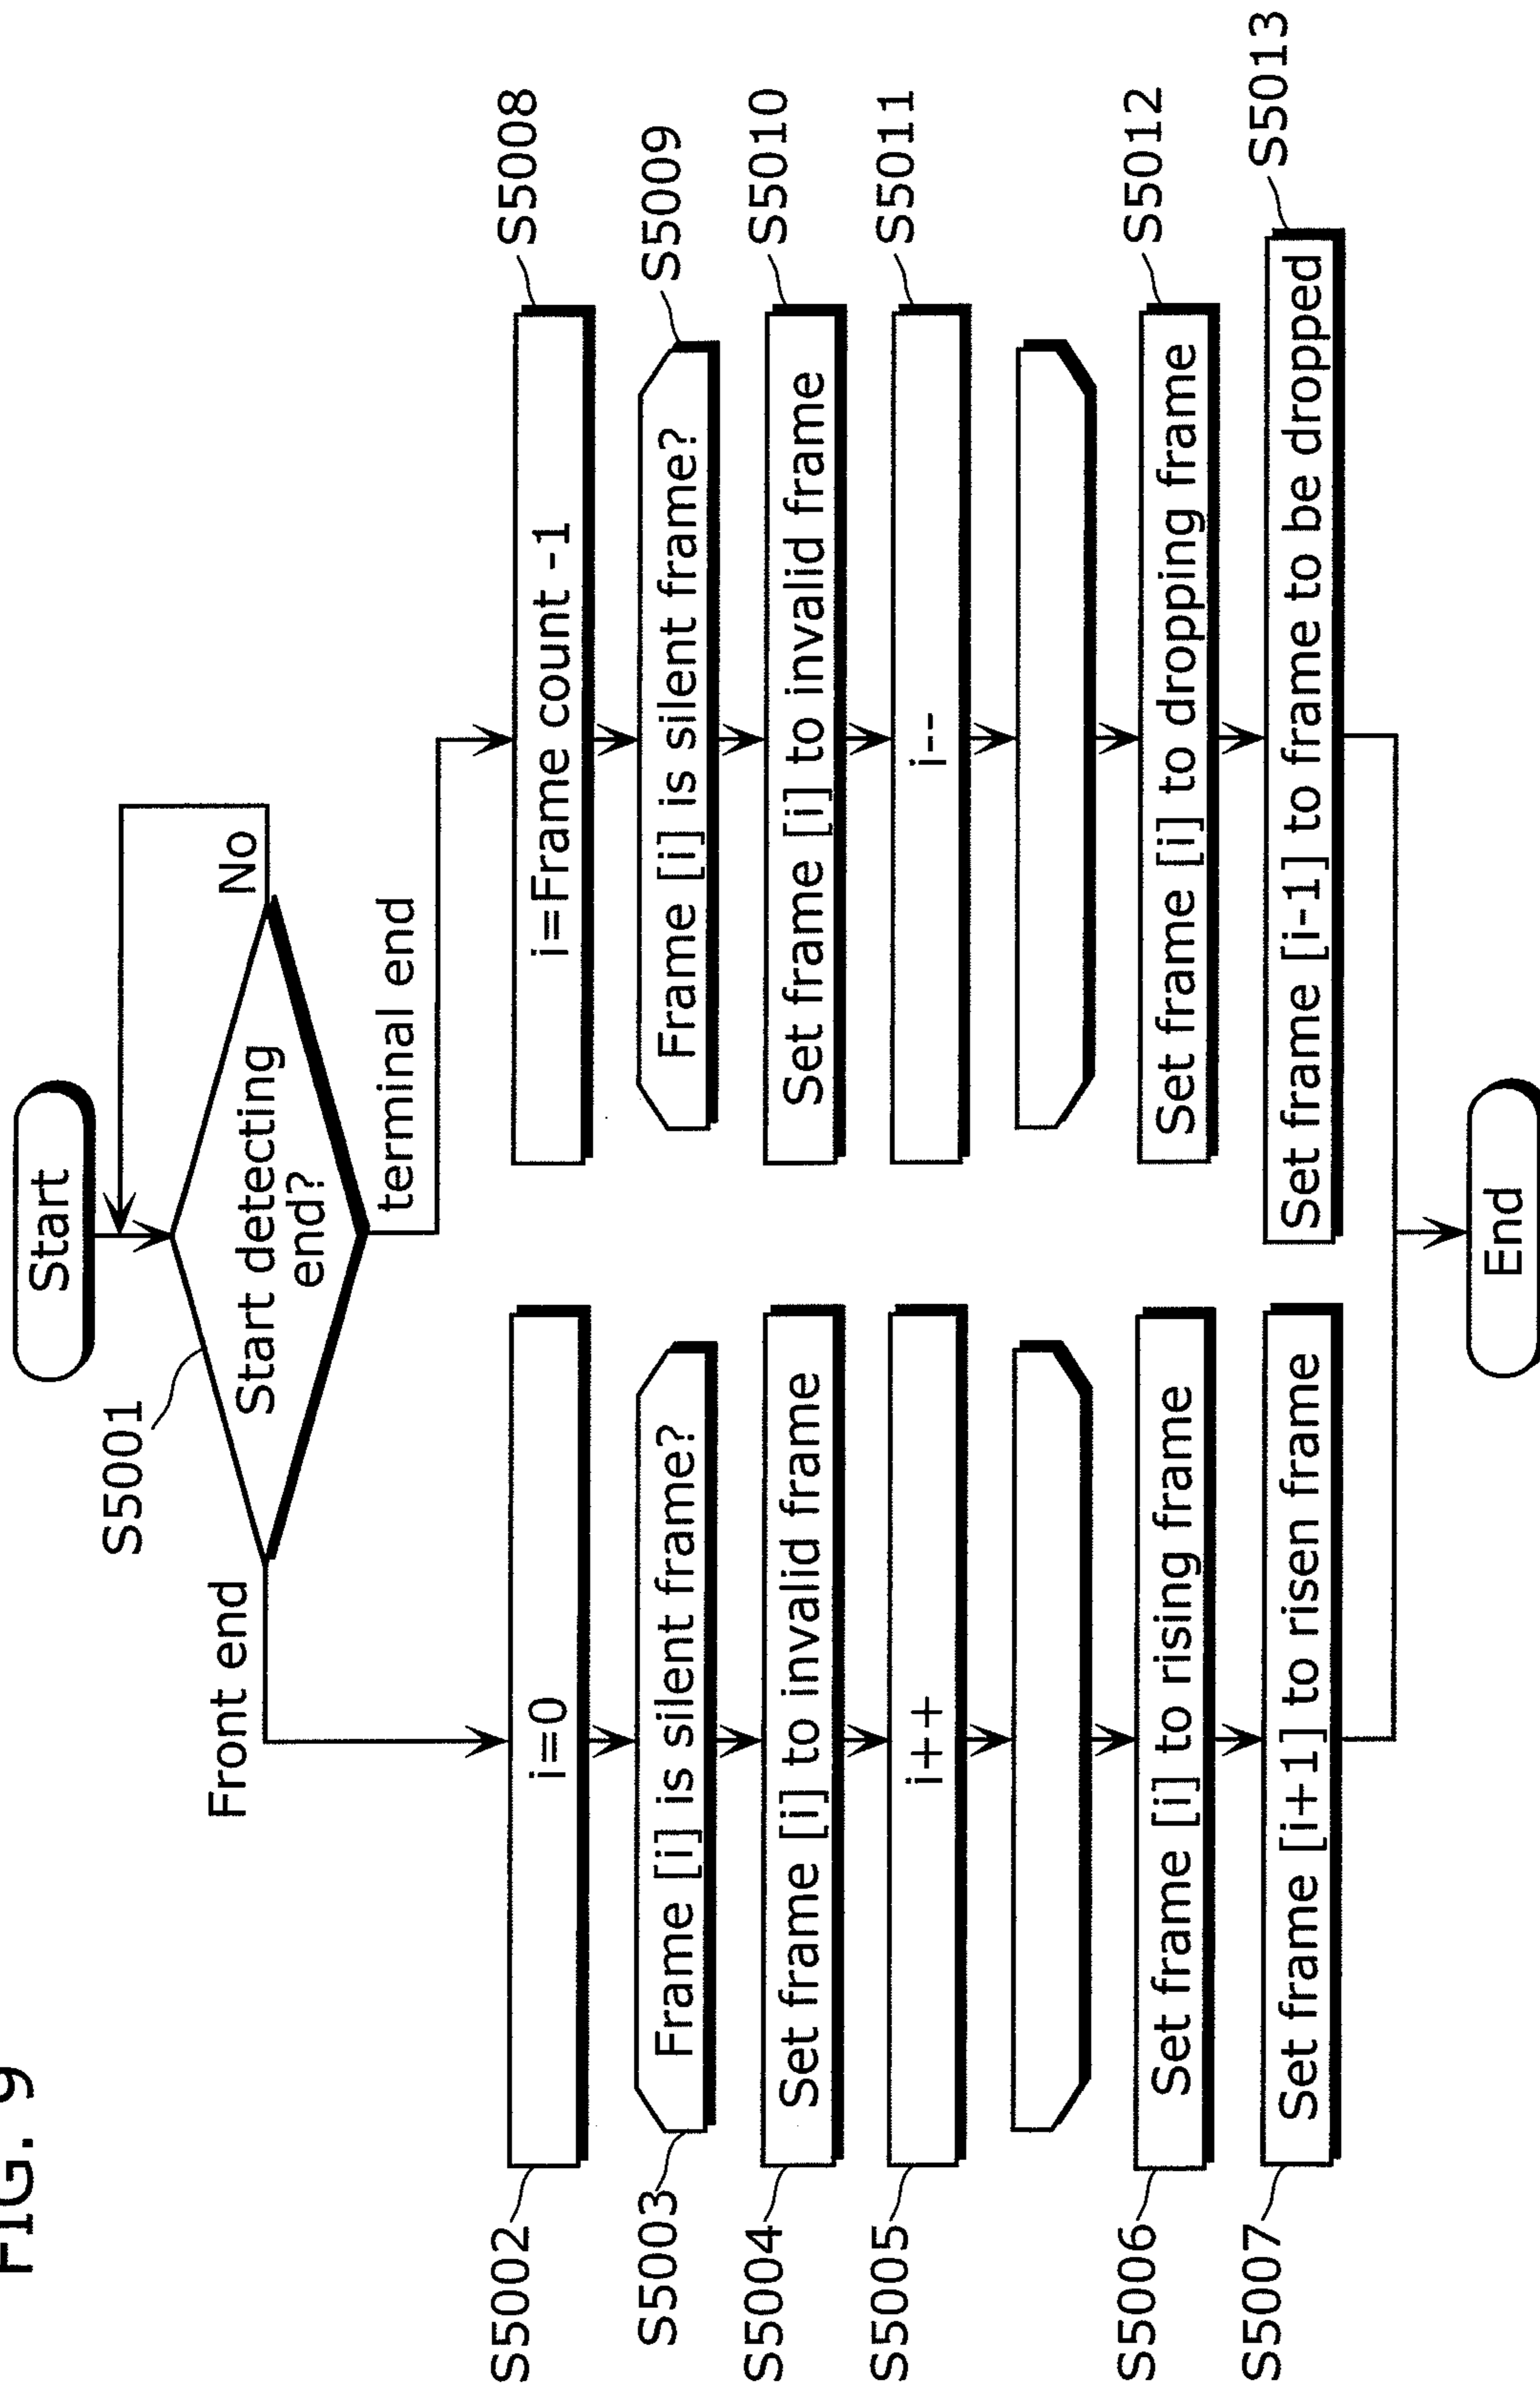 FIG. 9
Start
S5001
Start detecting
end?
No
Front end
terminal end
S5002
i=0
S5003
Frame [i] is silent frame?
S5004
Set frame [i] to invalid frame
S5005
i++
S5006
Set frame [i] to rising frame
S5007
Set frame [i+1] to risen frame
S5008
i=Frame count -1
S5009
Frame [i] is silent frame?
S5010
Set frame [i] to invalid frame
S5011
i--
S5012
Set frame [i] to dropping frame
S5013
Set frame [i-1] to frame to be dropped
End